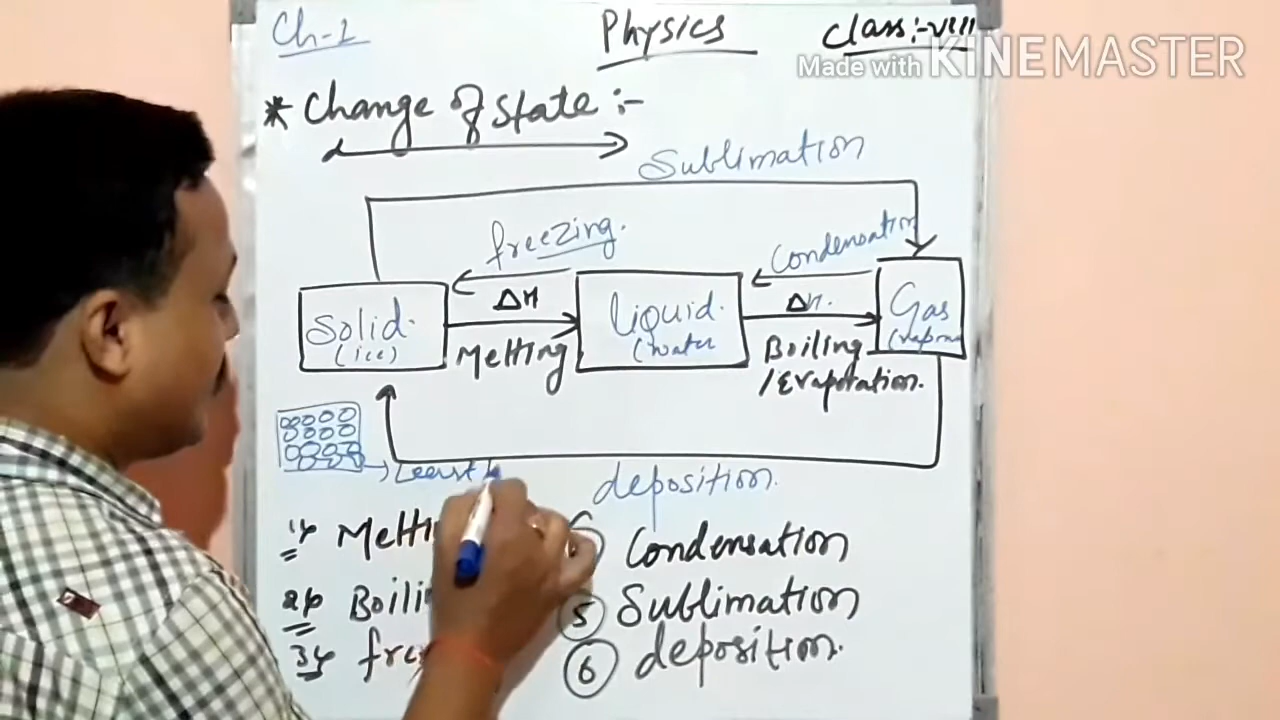 Ch-1 Physics Class:-VIII
Made with KINEMASTER
* Change of state :-
Sublimation
freezing. Condensation
ΔH ΔH.
Solid. liquid. Gas
(ice) (water
Melting Boiling
/Evaporation.
Least
deposition.
1) Melti
2) Boili
3)
Condensation
5 Sublimation
6 deposition.